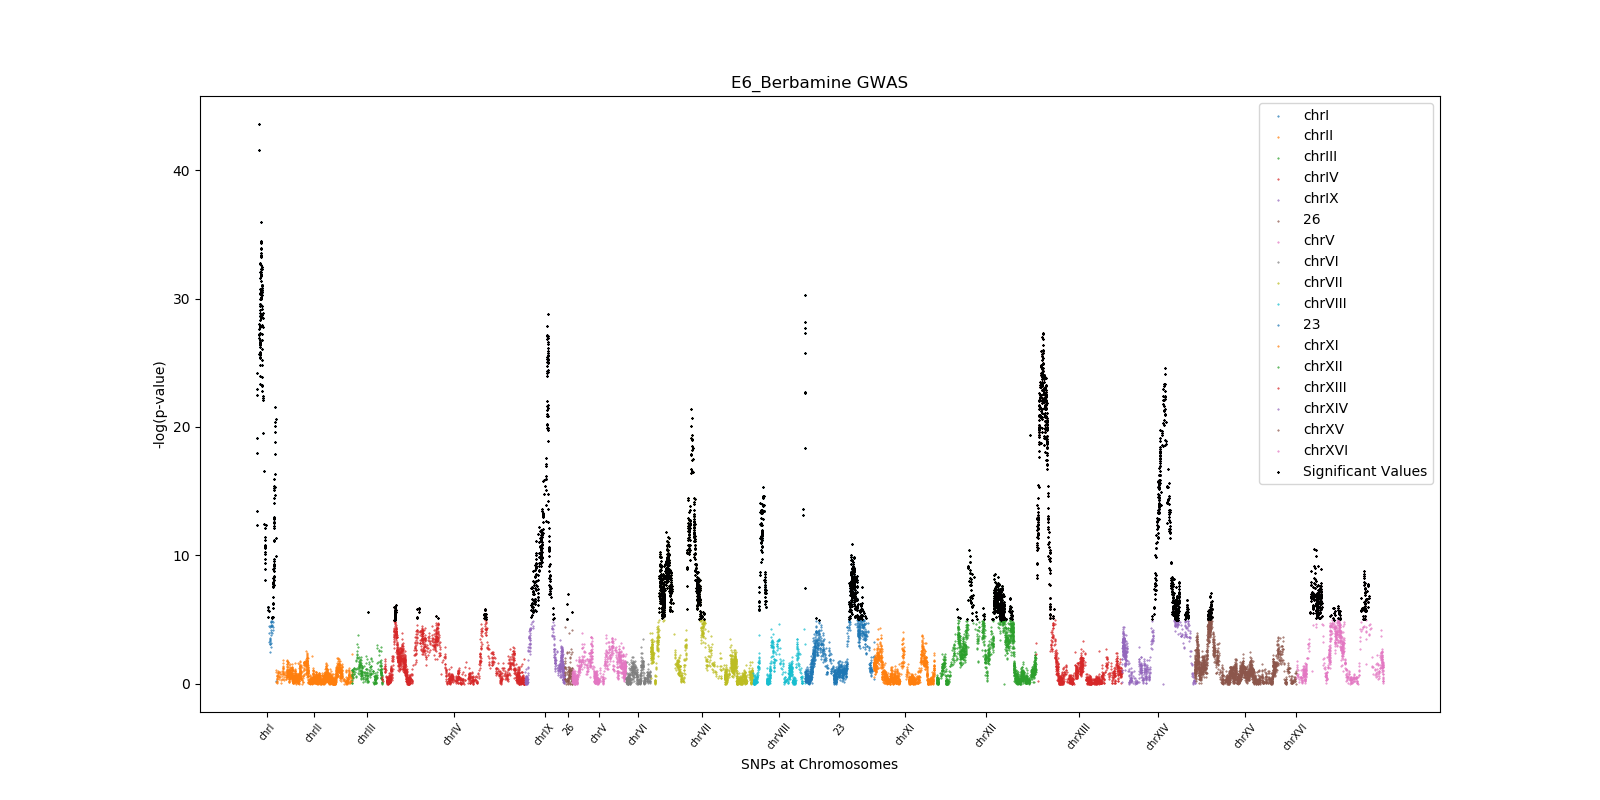 E6_Berbamine GWAS
-log(p-value)
40
30
20
10
0
chrI
chrII
chrIII
chrIV
chrIX
26
chrV
chrVI
chrVII
chrVIII
23
chrXI
chrXII
chrXIII
chrXIV
chrXV
chrXVI
Significant Values
chrI
chrII
chrIII
chrIV
chrIX
26
chrV
chrVI
chrVII
chrVIII
23
chrXI
chrXII
chrXIII
chrXIV
chrXV
chrXVI
SNPs at Chromosomes